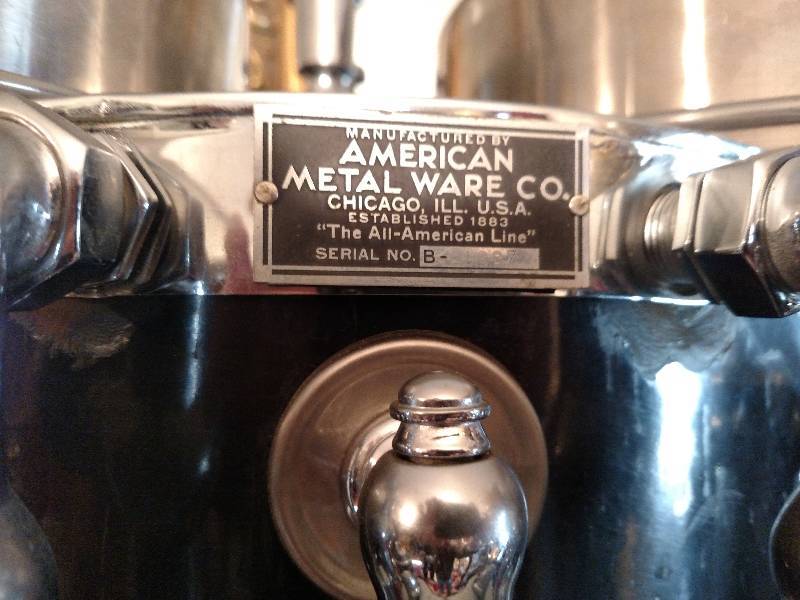 MANUFACTURED BY
AMERICAN
METAL WARE CO.
CHICAGO, ILL. U.S.A.
ESTABLISHED 1883
"The All-American Line"
SERIAL NO. B-